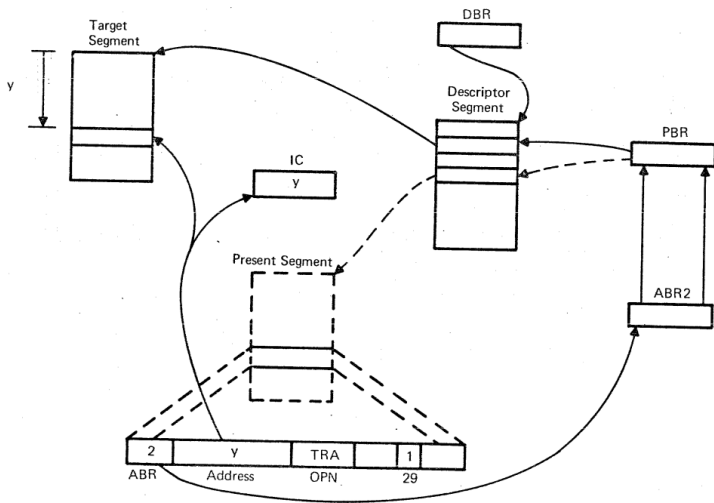 DBR
Target
Segment
y
Descriptor
Segment
PBR
IC
y
Present Segment
ABR2
2 y TRA 1
ABR Address OPN 29